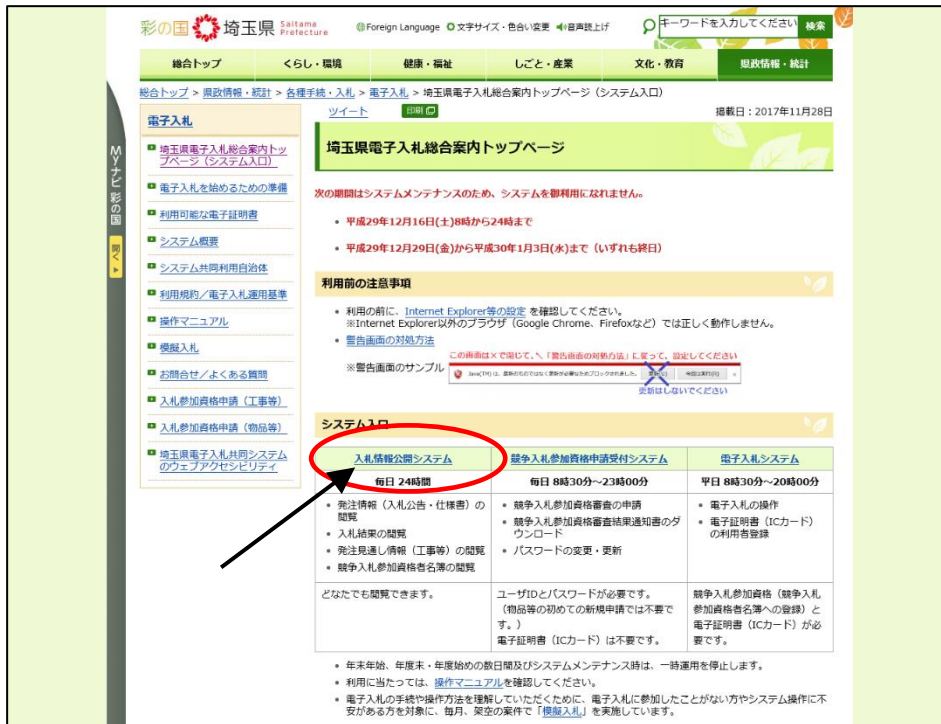 彩の国 埼玉県 Saitama Prefecture
Foreign Language 文字サイズ・色合い変更 音声読上げ
キーワードを入力してください 検索
総合トップ くらし・環境 健康・福祉 しごと・産業 文化・教育 県政情報・統計
総合トップ > 県政情報・統計 > 各種手続・入札 > 電子入札 > 埼玉県電子入札総合案内トップページ（システム入口）
ツイート 印刷 掲載日：2017年11月28日
Myナビ彩の国 開く
電子入札
埼玉県電子入札総合案内トッ
プページ（システム入口）
電子入札を始めるための準備
利用可能な電子証明書
システム概要
システム共同利用自治体
利用規約／電子入札運用基準
操作マニュアル
模擬入札
お問合せ／よくある質問
入札参加資格申請（工事等）
入札参加資格申請（物品等）
埼玉県電子入札共同システム
のウェブアクセシビリティ
埼玉県電子入札総合案内トップページ
次の期間はシステムメンテナンスのため、システムを御利用になれません。
• 平成29年12月16日(土)8時から24時まで
• 平成29年12月29日(金)から平成30年1月3日(水)まで（いずれも終日）
利用前の注意事項
• 利用の前に、Internet Explorer等の設定 を確認してください。
※Internet Explorer以外のブラウザ（Google Chrome、Firefoxなど）では正しく動作しません。
• 警告画面の対処方法
※警告画面のサンプル
この画面は×で閉じて、「警告画面の対処方法」に従って、設定してください
Java(TM) は、最新のものではなく更新が必要なためブロックされました。 更新(U) 今回は実行(R)
更新はしないでください
システム入口
入札情報公開システム
毎日 24時間
• 発注情報（入札公告・仕様書）の
閲覧
• 入札結果の閲覧
• 発注見通し情報（工事等）の閲覧
• 競争入札参加資格者名簿の閲覧
どなたでも閲覧できます。
競争入札参加資格申請受付システム
毎日 8時30分～23時00分
• 競争入札参加資格審査の申請
• 競争入札参加資格審査結果通知書のダ
ウンロード
• パスワードの変更・更新
ユーザIDとパスワードが必要です。
（物品等の初めての新規申請では不要で
す。）
電子証明書（ICカード）は不要です。
電子入札システム
平日 8時30分～20時00分
• 電子入札の操作
• 電子証明書（ICカード）
の利用者登録
競争入札参加資格（競争入札
参加資格者名簿への登録）と
電子証明書（ICカード）が必
要です。
• 年末年始、年度末・年度始めの数日間及びシステムメンテナンス時は、一時運用を停止します。
• 利用に当たっては、操作マニュアルを確認してください。
• 電子入札の手続や操作方法を理解していただくために、電子入札に参加したことがない方やシステム操作に不
安がある方を対象に、毎月、架空の案件で「模擬入札」を実施しています。